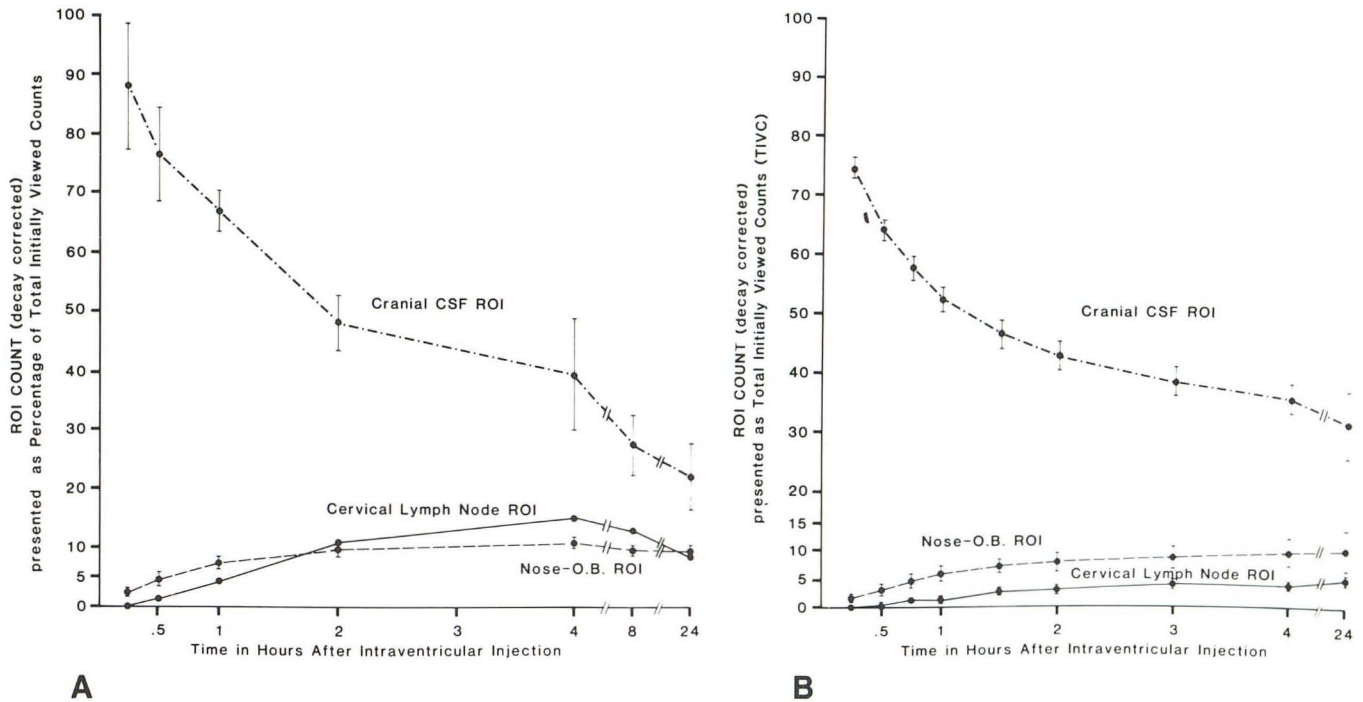 ROI COUNT (decay corrected)
presented as Percentage of Total Initially Viewed Counts
100
90
80
70
60
50
40
30
20
10
5
0
Cranial CSF ROI
Cervical Lymph Node ROI
Nose-O.B. ROI
.5 1 2 3 4 8 24
Time in Hours After Intraventricular Injection
A
ROI COUNT (decay corrected)
presented as Total Initially Viewed Counts (TIVC)
100
90
80
70
60
50
40
30
20
15
10
5
0
Cranial CSF ROI
Nose-O.B. ROI
Cervical Lymph Node ROI
.5 1 2 3 4 24
Time in Hours After Intraventricular Injection
B